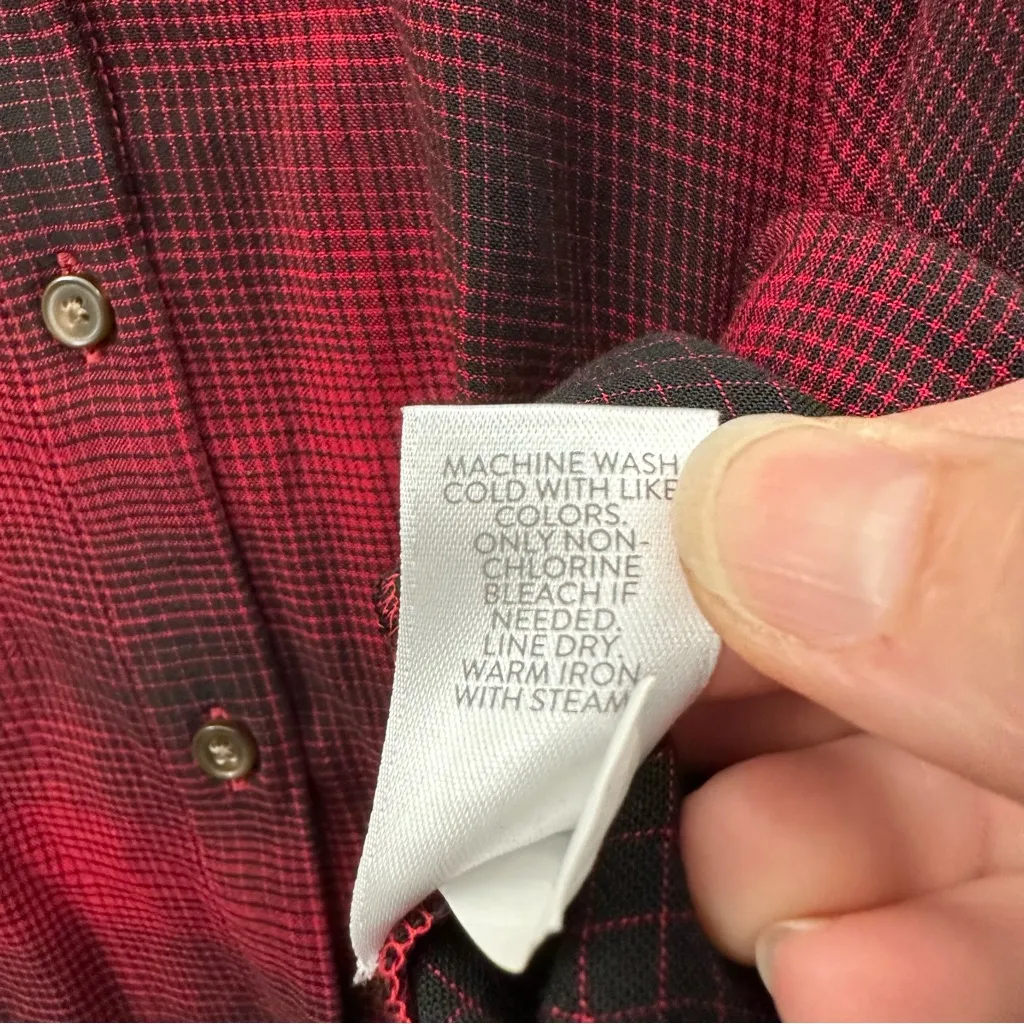 MACHINE WASH
COLD WITH LIKE
COLORS.
ONLY NON-
CHLORINE
BLEACH IF
NEEDED.
LINE DRY.
WARM IRON
WITH STEAM